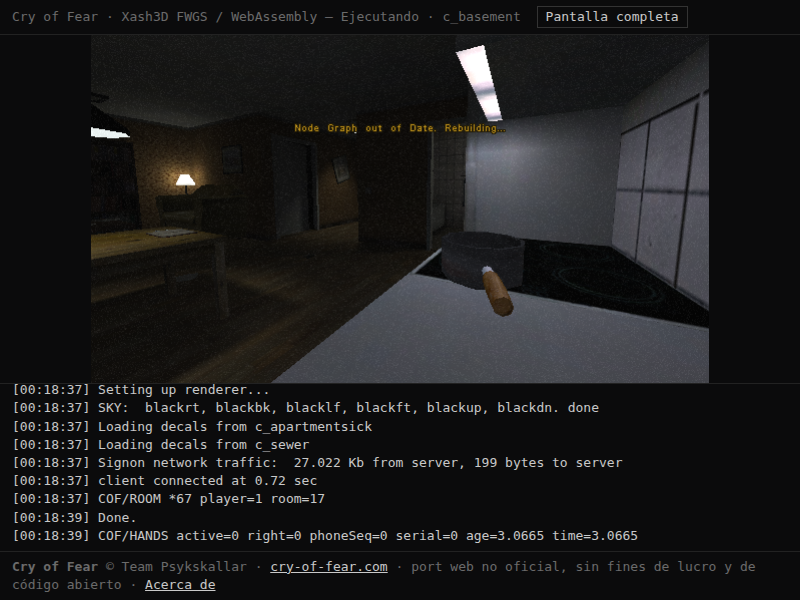 Cry of Fear · Xash3D FWGS / WebAssembly — Ejecutando · c_basement
Pantalla completa
Node Graph out of Date. Rebuilding...
[00:18:37] Setting up renderer...
[00:18:37] SKY:  blackrt, blackbk, blacklf, blackft, blackup, blackdn. done
[00:18:37] Loading decals from c_apartmentsick
[00:18:37] Loading decals from c_sewer
[00:18:37] Signon network traffic:  27.022 Kb from server, 199 bytes to server
[00:18:37] client connected at 0.72 sec
[00:18:37] COF/ROOM *67 player=1 room=17
[00:18:39] Done.
[00:18:39] COF/HANDS active=0 right=0 phoneSeq=0 serial=0 age=3.0665 time=3.0665
Cry of Fear © Team Psykskallar · cry-of-fear.com · port web no oficial, sin fines de lucro y de
código abierto · Acerca de